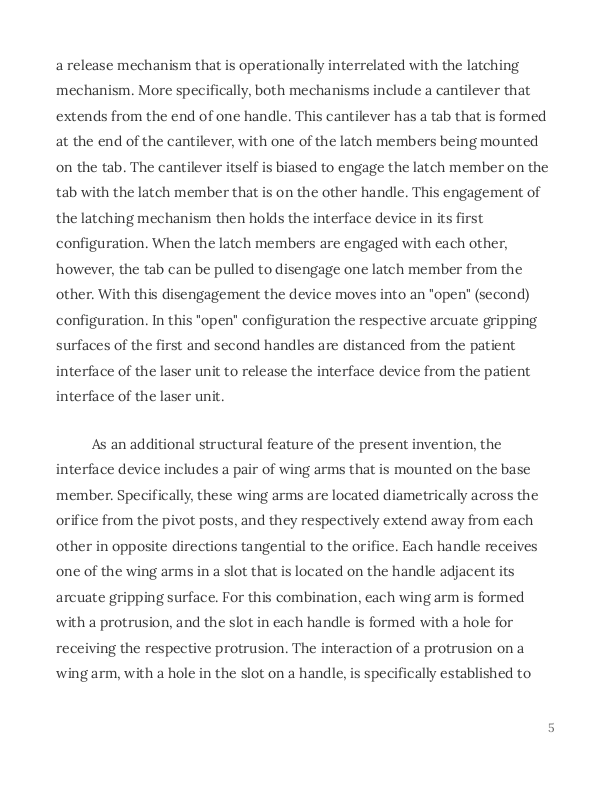 a release mechanism that is operationally interrelated with the latching
mechanism. More specifically, both mechanisms include a cantilever that
extends from the end of one handle. This cantilever has a tab that is formed
at the end of the cantilever, with one of the latch members being mounted
on the tab. The cantilever itself is biased to engage the latch member on the
tab with the latch member that is on the other handle. This engagement of
the latching mechanism then holds the interface device in its first
configuration. When the latch members are engaged with each other,
however, the tab can be pulled to disengage one latch member from the
other. With this disengagement the device moves into an "open" (second)
configuration. In this "open" configuration the respective arcuate gripping
surfaces of the first and second handles are distanced from the patient
interface of the laser unit to release the interface device from the patient
interface of the laser unit.
As an additional structural feature of the present invention, the
interface device includes a pair of wing arms that is mounted on the base
member. Specifically, these wing arms are located diametrically across the
orifice from the pivot posts, and they respectively extend away from each
other in opposite directions tangential to the orifice. Each handle receives
one of the wing arms in a slot that is located on the handle adjacent its
arcuate gripping surface. For this combination, each wing arm is formed
with a protrusion, and the slot in each handle is formed with a hole for
receiving the respective protrusion. The interaction of a protrusion on a
wing arm, with a hole in the slot on a handle, is specifically established to
5